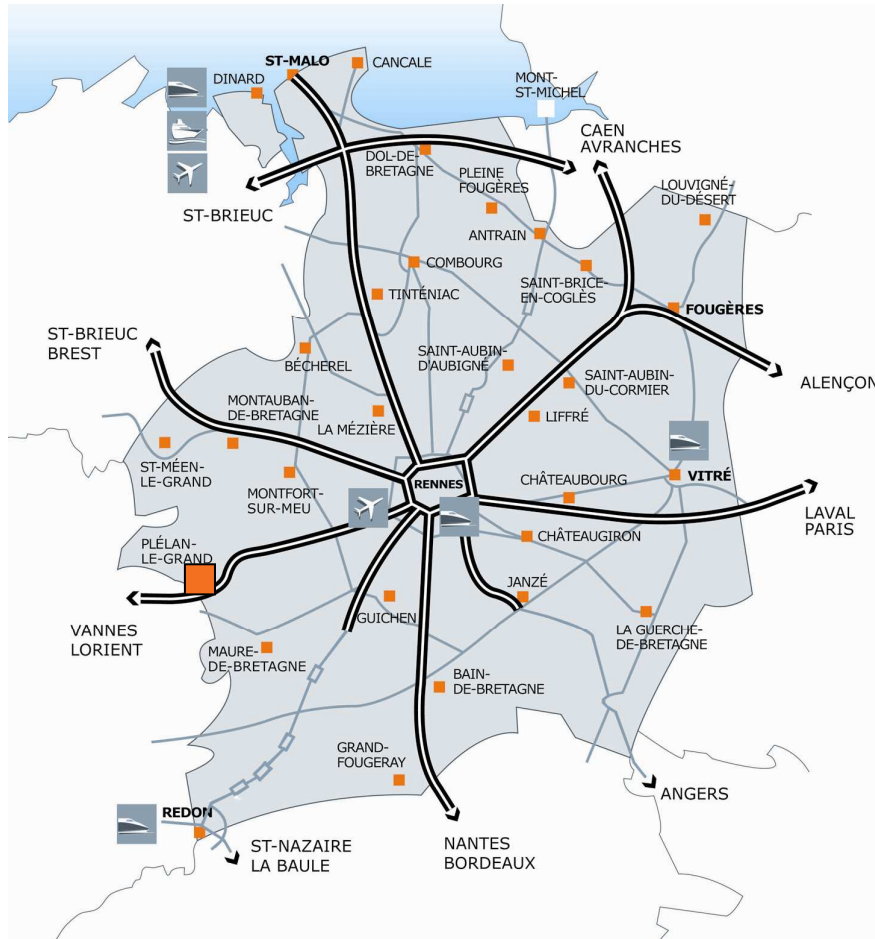 ST-MALO
CANCALE
DINARD
MONT-
ST-MICHEL
CAEN
AVRANCHES
DOL-DE-
BRETAGNE
PLEINE
FOUGÈRES
LOUVIGNÉ-
DU-DÉSERT
ST-BRIEUC
ANTRAIN
COMBOURG
SAINT-BRICE-
EN-COGLÈS
TINTÉNIAC
FOUGÈRES
ST-BRIEUC
BREST
BÉCHEREL
SAINT-AUBIN-
D'AUBIGNÉ
SAINT-AUBIN-
DU-CORMIER
ALENÇON
MONTAUBAN-
DE-BRETAGNE
LA MÉZIÈRE
LIFFRÉ
ST-MÉEN-
LE-GRAND
MONTFORT-
SUR-MEU
RENNES
CHÂTEAUBOURG
VITRÉ
LAVAL
PARIS
PLÉLAN-
LE-GRAND
CHÂTEAUGIRON
JANZÉ
VANNES
LORIENT
GUICHEN
LA GUERCHE-
DE-BRETAGNE
MAURE-
DE-BRETAGNE
BAIN-
DE-BRETAGNE
GRAND-
FOUGERAY
ANGERS
REDON
ST-NAZAIRE
LA BAULE
NANTES
BORDEAUX